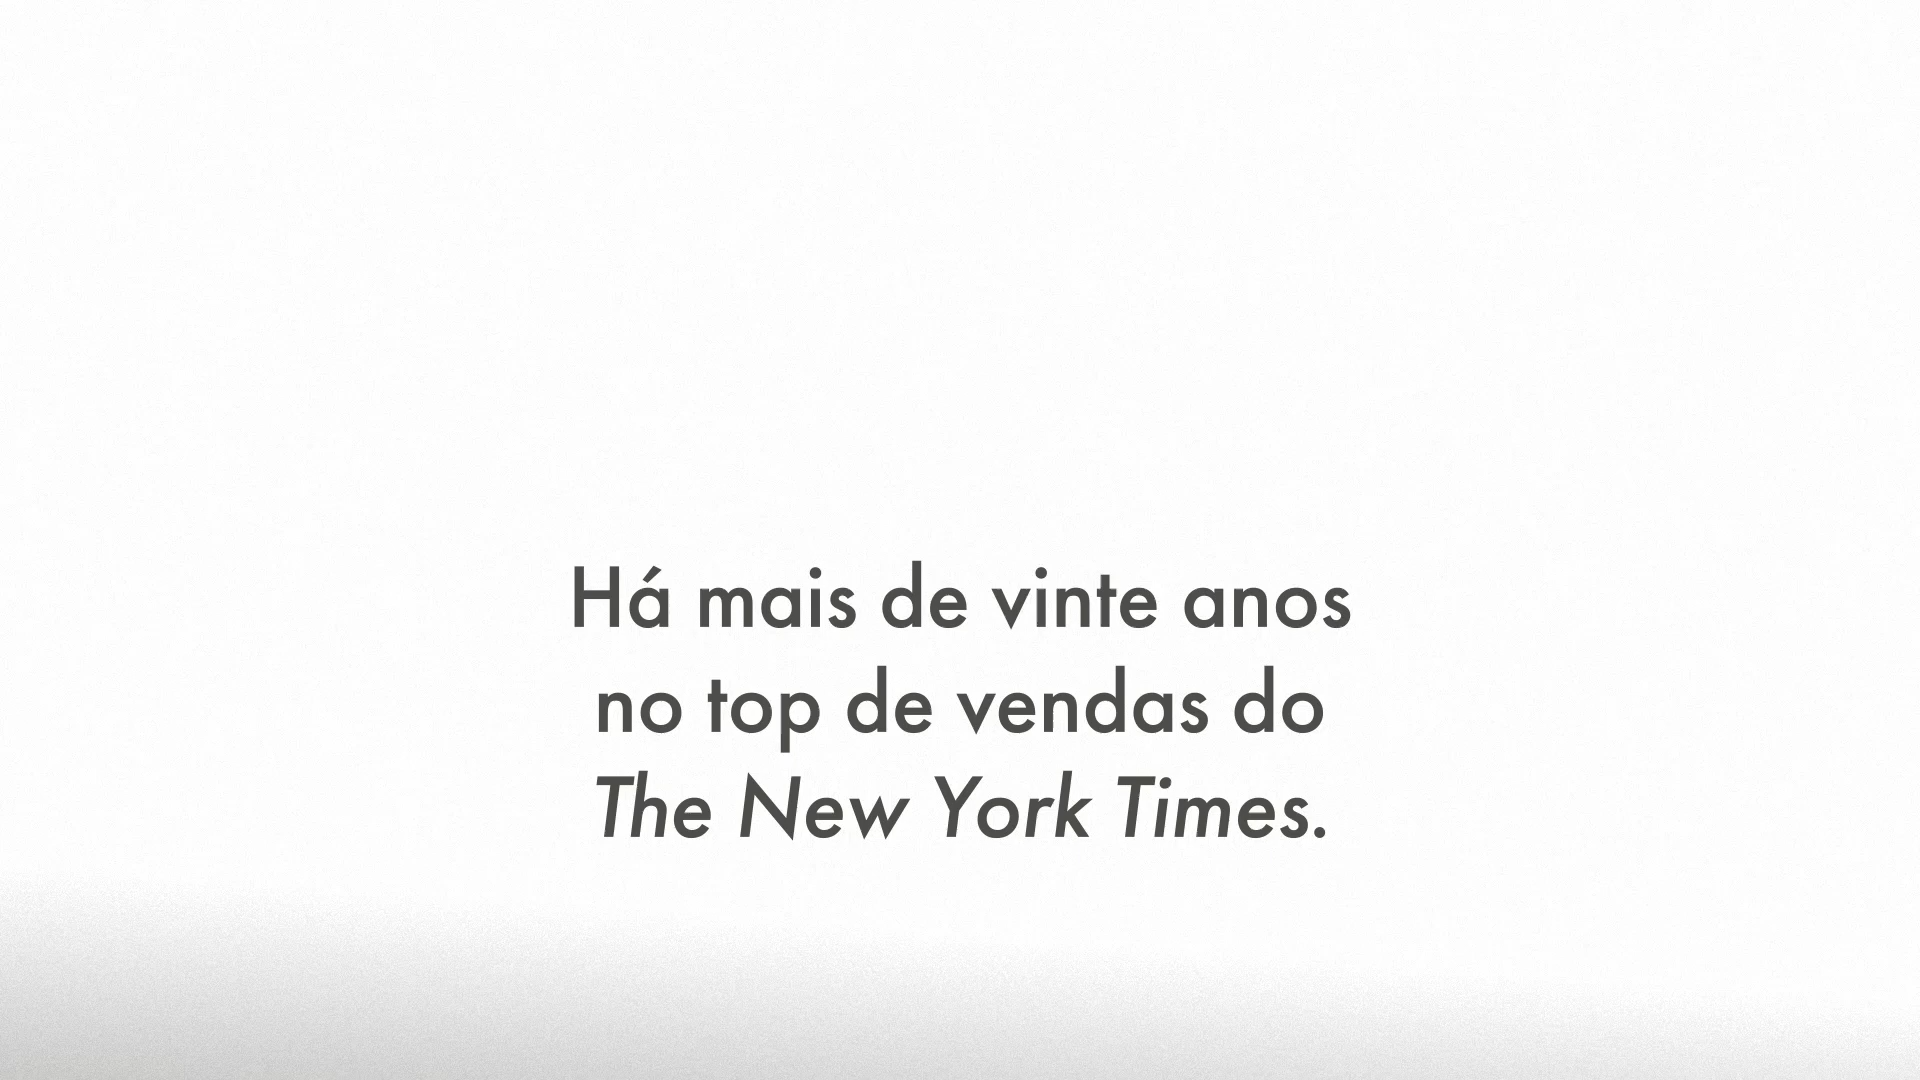 Há mais de vinte anos
no top de vendas do
The New York Times.